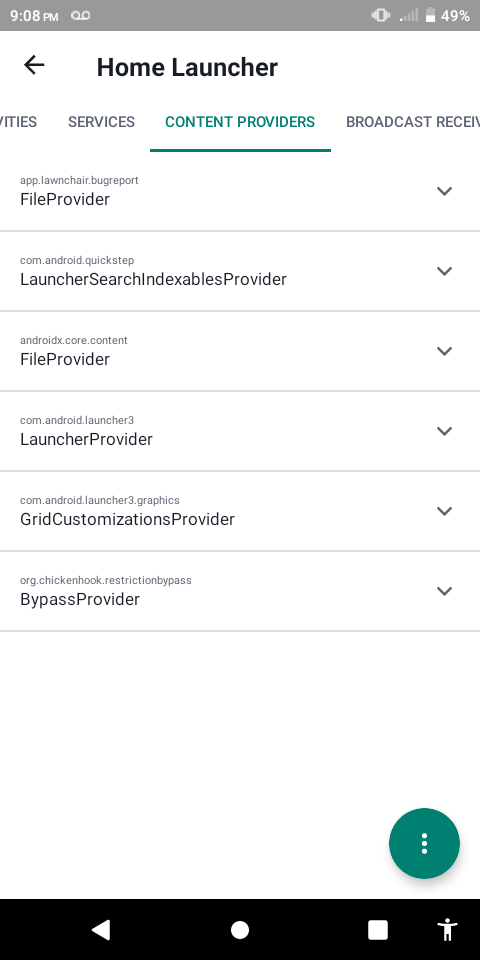 9:08 PM 49%
Home Launcher
VITIES SERVICES CONTENT PROVIDERS BROADCAST RECEIV
app.lawnchair.bugreport
FileProvider
com.android.quickstep
LauncherSearchIndexablesProvider
androidx.core.content
FileProvider
com.android.launcher3
LauncherProvider
com.android.launcher3.graphics
GridCustomizationsProvider
org.chickenhook.restrictionbypass
BypassProvider